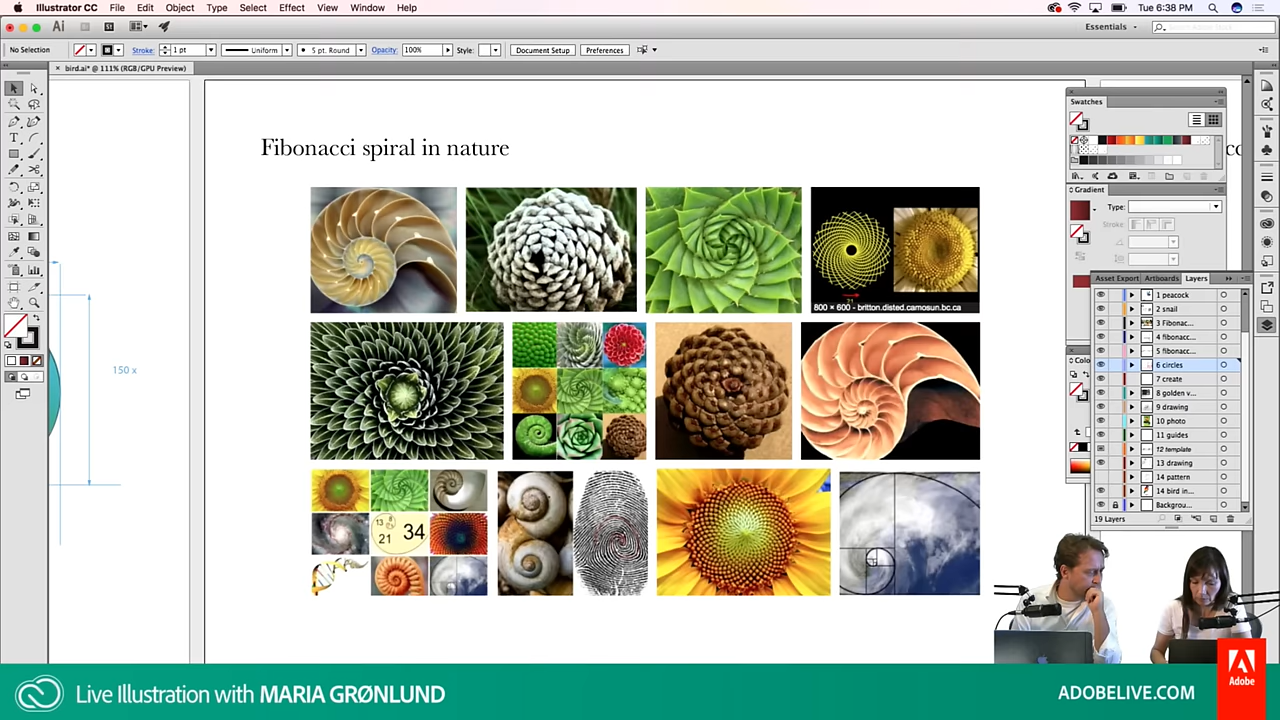 Illustrator CC File Edit Object Type Select Effect View Window Help
Tue 6:38 PM
Ai
St
Essentials
No Selection
Stroke:
1 pt
Uniform
5 pt. Round
Opacity:
100%
Style:
Document Setup
Preferences
bird.ai* @ 111% (RGB/GPU Preview)
Fibonacci spiral in nature
Swatches
Gradient
Type:
Stroke:
800 × 600 - britton.disted.camosun.bc.ca
150 x
Asset Export
Artboards
Layers
1 peacock
2 snail
3 Fibonac...
4 fibonacc...
5 fibonacc...
6 circles
7 create
8 golden v...
9 drawing
10 photo
11 guides
12 template
13 drawing
14 pattern
14 bird in...
Backgrou...
19 Layers
13
8
21
34
Live Illustration with MARIA GRØNLUND
ADOBELIVE.COM
Adobe